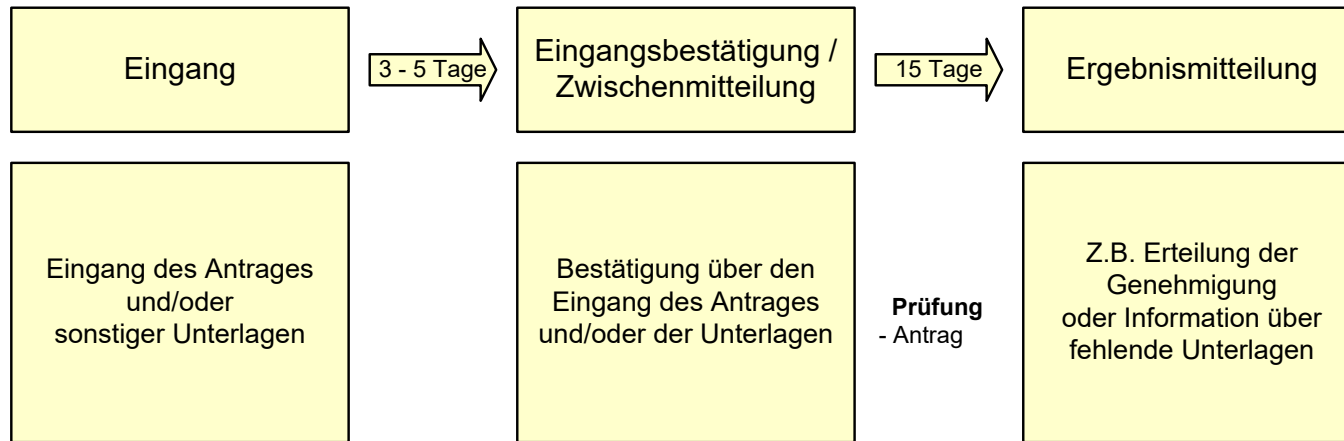 Eingang
3 - 5 Tage
Eingangsbestätigung /
Zwischenmitteilung
15 Tage
Ergebnismitteilung
Eingang des Antrages
und/oder
sonstiger Unterlagen
Bestätigung über den
Eingang des Antrages
und/oder der Unterlagen
Prüfung
- Antrag
Z.B. Erteilung der
Genehmigung
oder Information über
fehlende Unterlagen